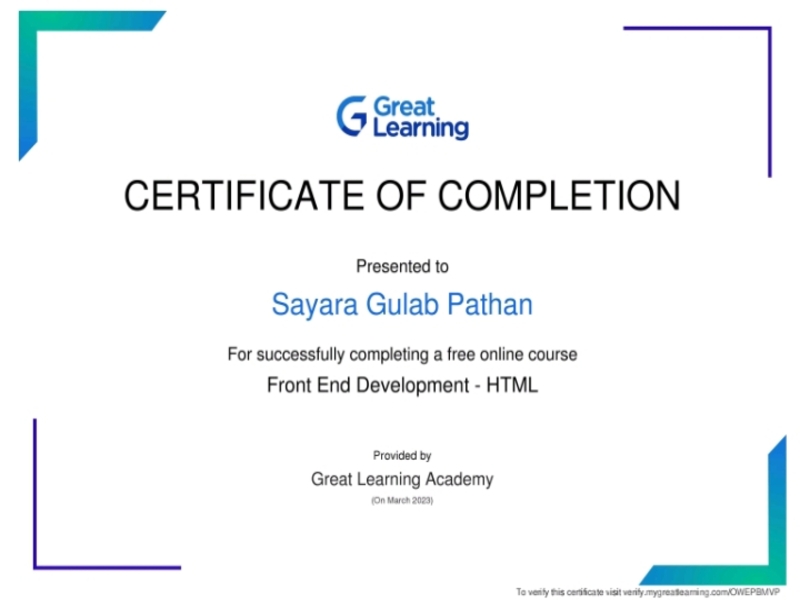 Great
Learning
CERTIFICATE OF COMPLETION
Presented to
Sayara Gulab Pathan
For successfully completing a free online course
Front End Development - HTML
Provided by
Great Learning Academy
(On March 2023)
To verify this certificate visit verify.mygreatlearning.com/OWEPBMVP